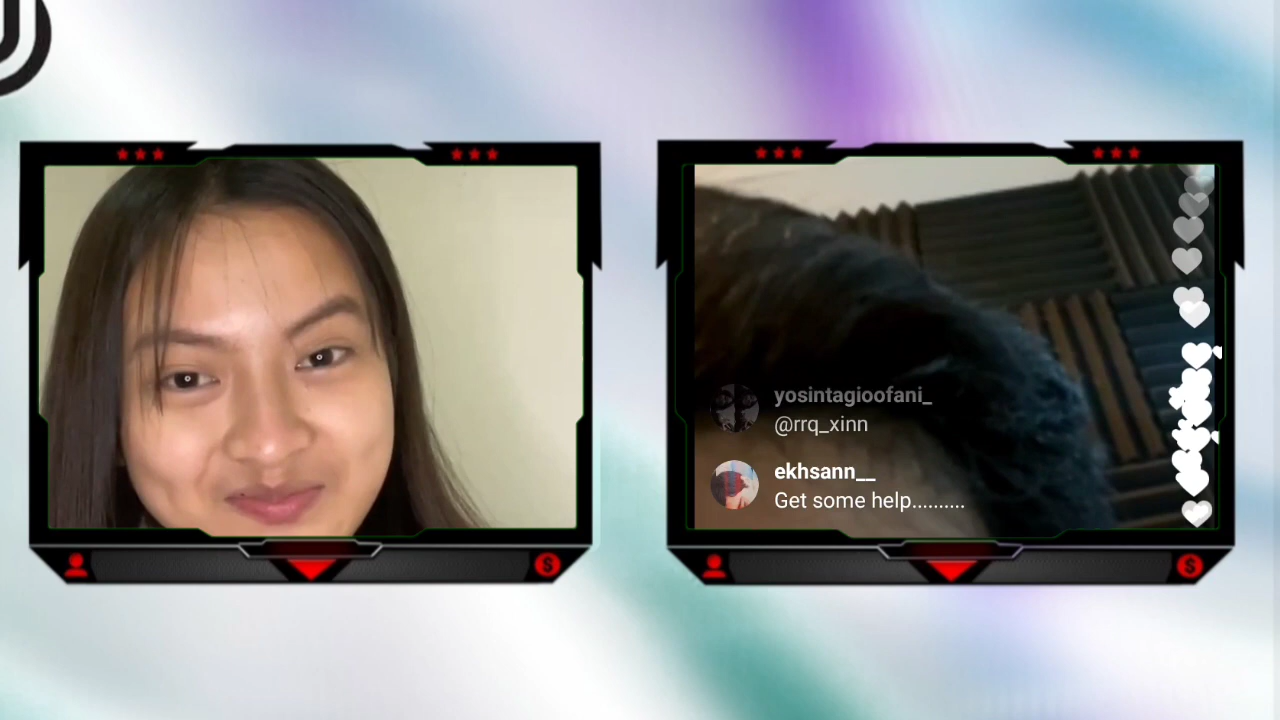 yosintagioofani_
@rrq_xinn
ekhsann__
Get some help..........